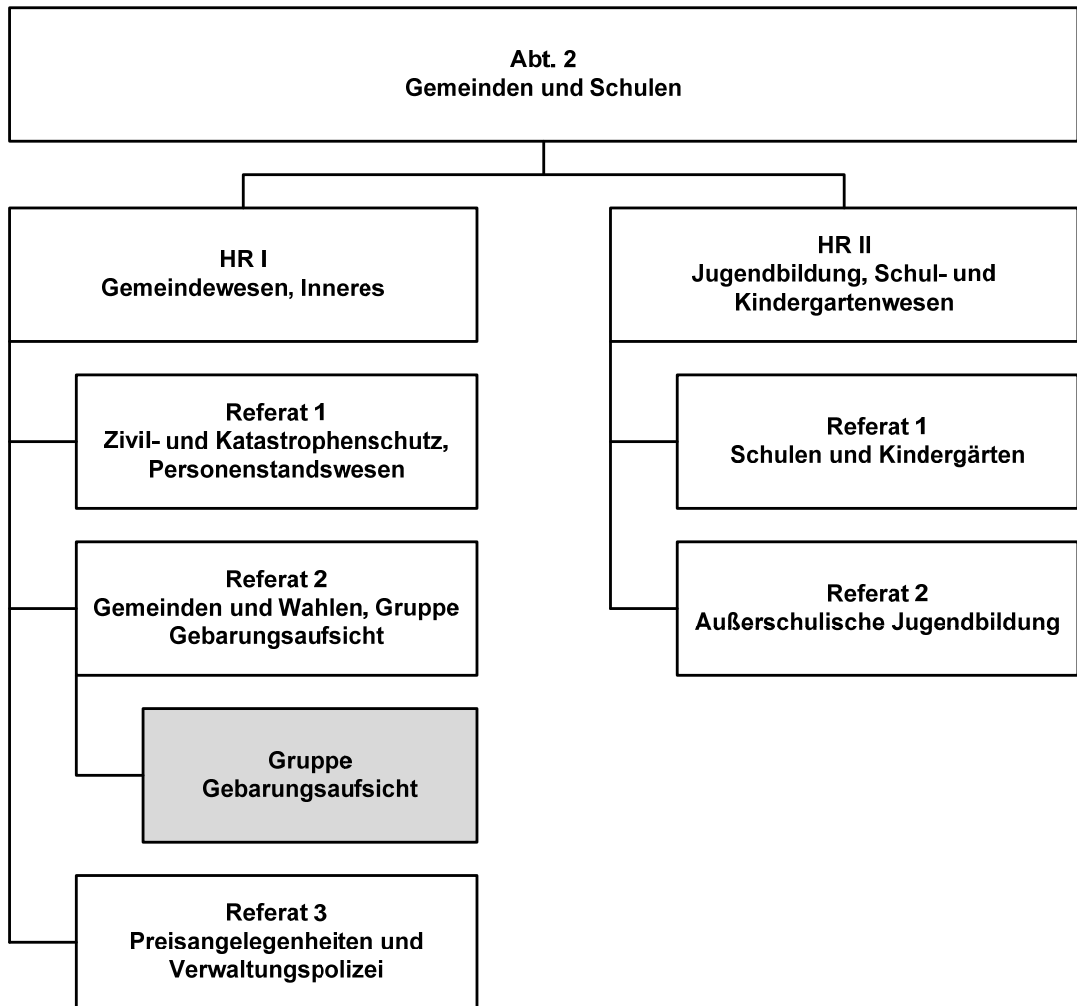 Abt. 2
Gemeinden und Schulen
HR I
Gemeindewesen, Inneres
Referat 1
Zivil- und Katastrophenschutz,
Personenstandswesen
Referat 2
Gemeinden und Wahlen, Gruppe
Gebarungsaufsicht
Gruppe
Gebarungsaufsicht
Referat 3
Preisangelegenheiten und
Verwaltungspolizei
HR II
Jugendbildung, Schul- und
Kindergartenwesen
Referat 1
Schulen und Kindergärten
Referat 2
Außerschulische Jugendbildung